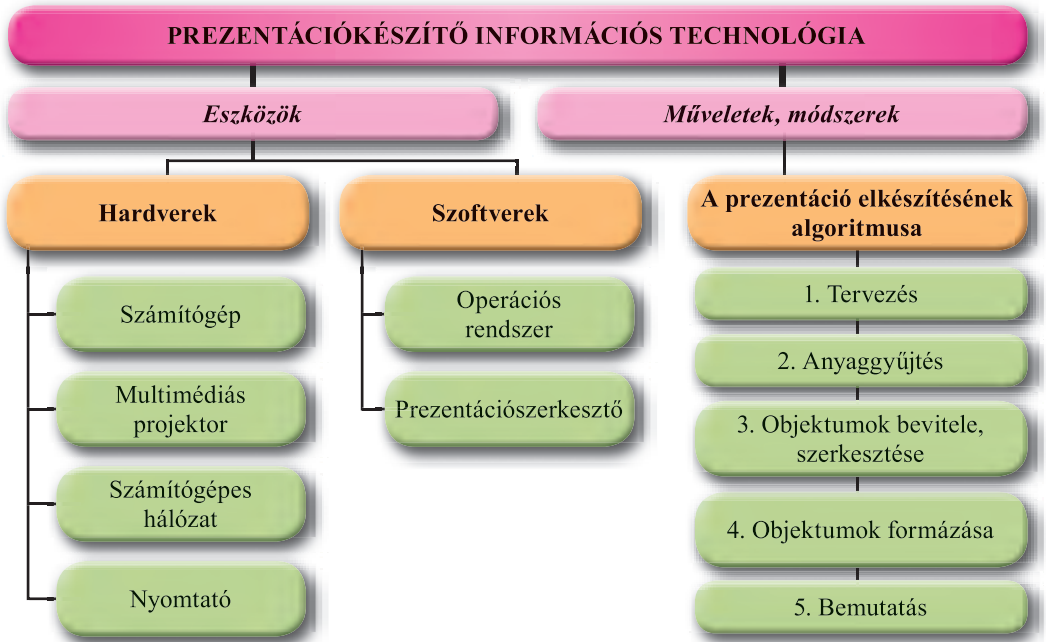 PREZENTÁCIÓKÉSZÍTŐ INFORMÁCIÓS TECHNOLÓGIA
Eszközök
Műveletek, módszerek
Hardverek
Szoftverek
A prezentáció elkészítésének
algoritmusa
Számítógép
Multimédiás
projektor
Számítógépes
hálózat
Nyomtató
Operációs
rendszer
Prezentációszerkesztő
1. Tervezés
2. Anyaggyűjtés
3. Objektumok bevitele,
szerkesztése
4. Objektumok formázása
5. Bemutatás